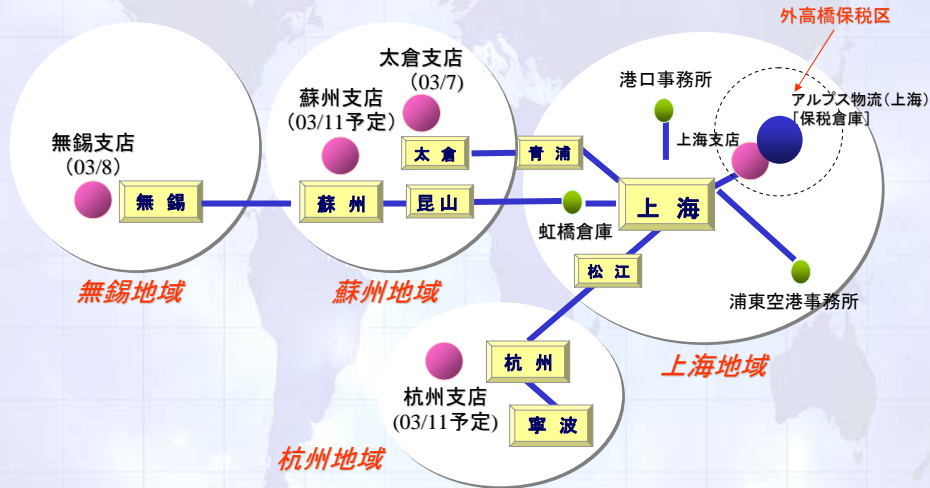 外高橋保税区
太倉支店
（03/7)
港口事務所
アルプス物流（上海）
[保税倉庫]
蘇州支店
（03/11予定）
上海支店
無錫支店
（03/8）
太 倉
青 浦
無 錫
蘇 州
昆 山
上 海
虹橋倉庫
松 江
浦東空港事務所
無錫地域
蘇州地域
上海地域
杭 州
杭州支店
(03/11予定)
寧 波
杭州地域